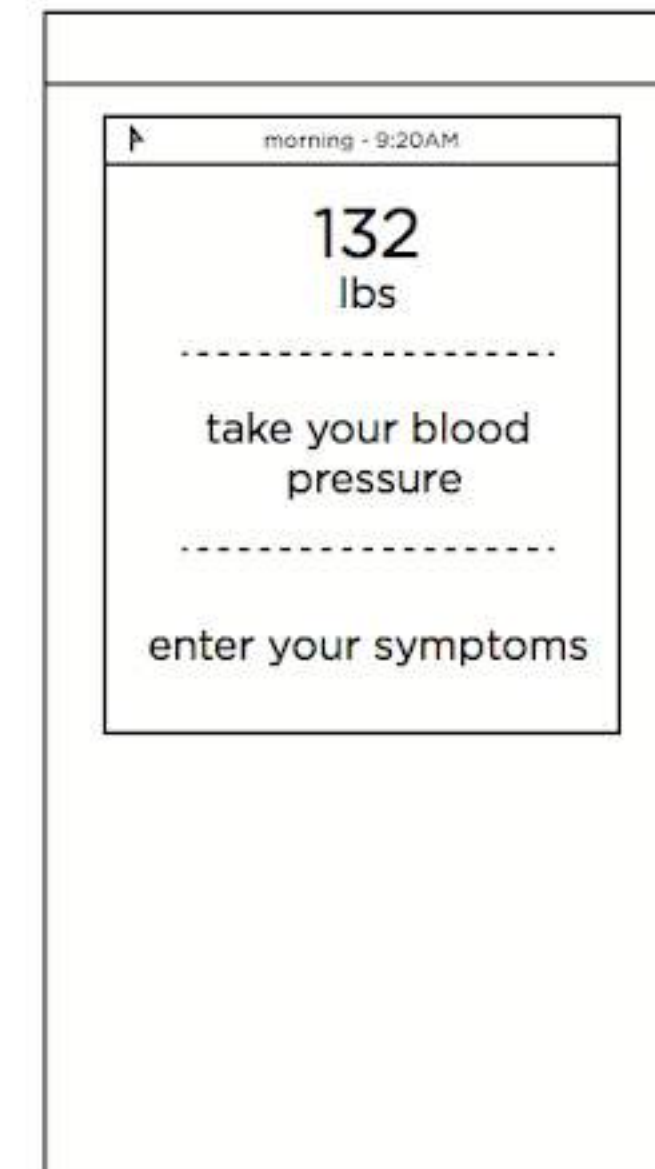 morning - 9:20AM
132
lbs
take your blood
pressure
enter your symptoms